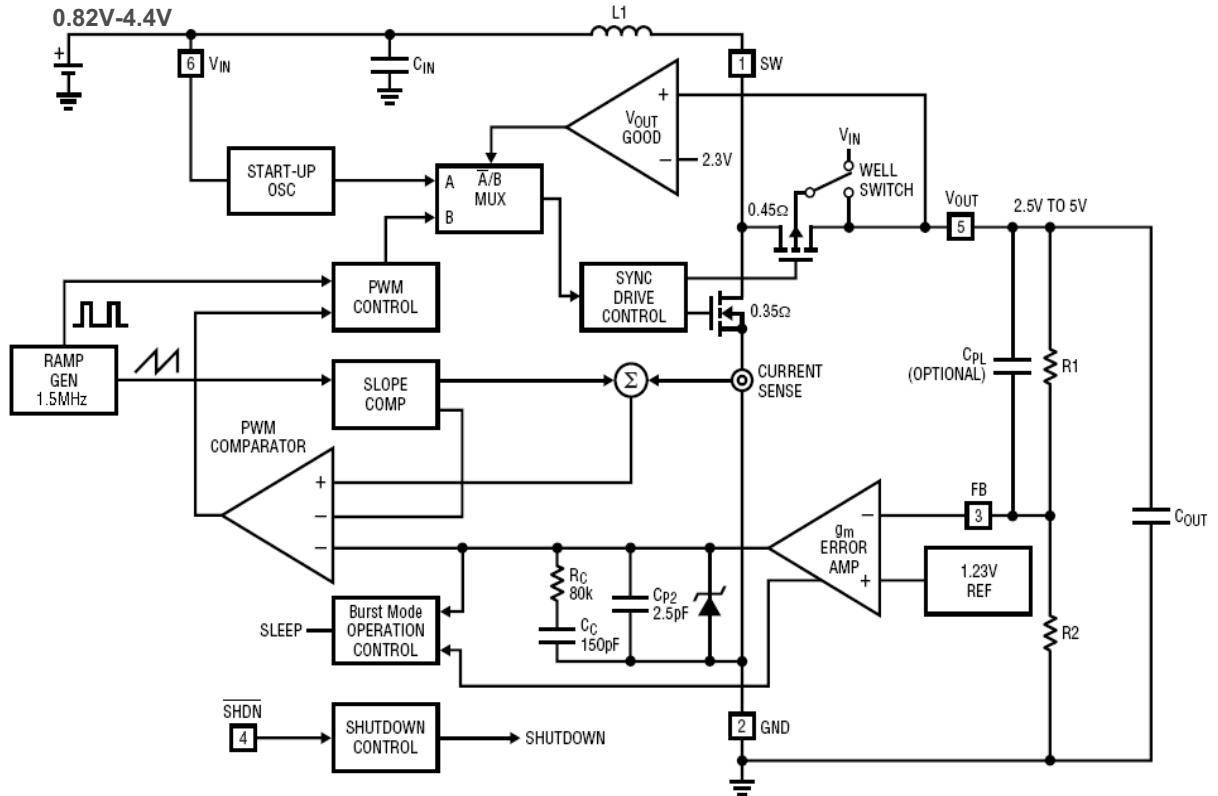 0.82V-4.4V
L1
+
6
VIN
CIN
1
SW
+
VOUT
GOOD
−
2.3V
VIN
WELL
SWITCH
START-UP
OSC
A
B
A̅/B
MUX
0.45Ω
VOUT
5
2.5V TO 5V
PWM
CONTROL
SYNC
DRIVE
CONTROL
0.35Ω
RAMP
GEN
1.5MHz
SLOPE
COMP
Σ
CURRENT
SENSE
CPL
(OPTIONAL)
R1
PWM
COMPARATOR
+
−
−
FB
3
−
gm
ERROR
AMP
+
1.23V
REF
COUT
RC
80k
CC
150pF
CP2
2.5pF
R2
SLEEP
Burst Mode
OPERATION
CONTROL
S̅H̅D̅N̅
4
SHUTDOWN
CONTROL
SHUTDOWN
2
GND